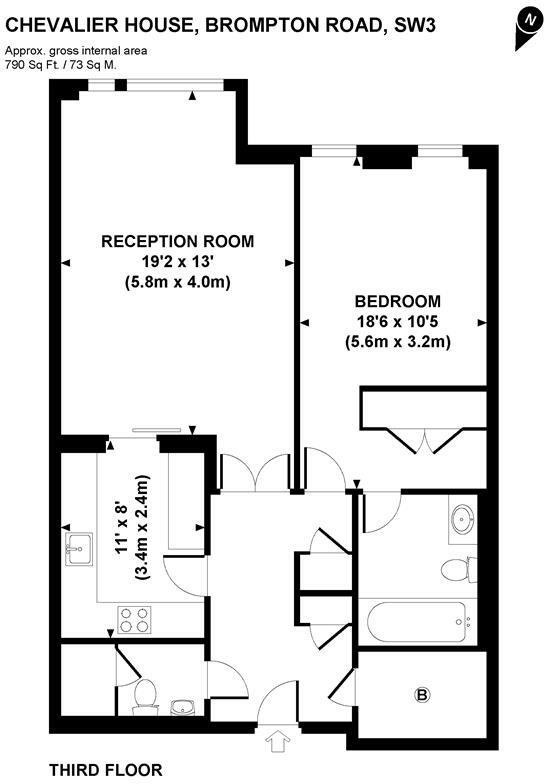 CHEVALIER HOUSE, BROMPTON ROAD, SW3
Approx. gross internal area
790 Sq Ft. / 73 Sq M.
N
RECEPTION ROOM
19'2 x 13'
(5.8m x 4.0m)
BEDROOM
18'6 x 10'5
(5.6m x 3.2m)
11' x 8'
(3.4m x 2.4m)
B
THIRD FLOOR